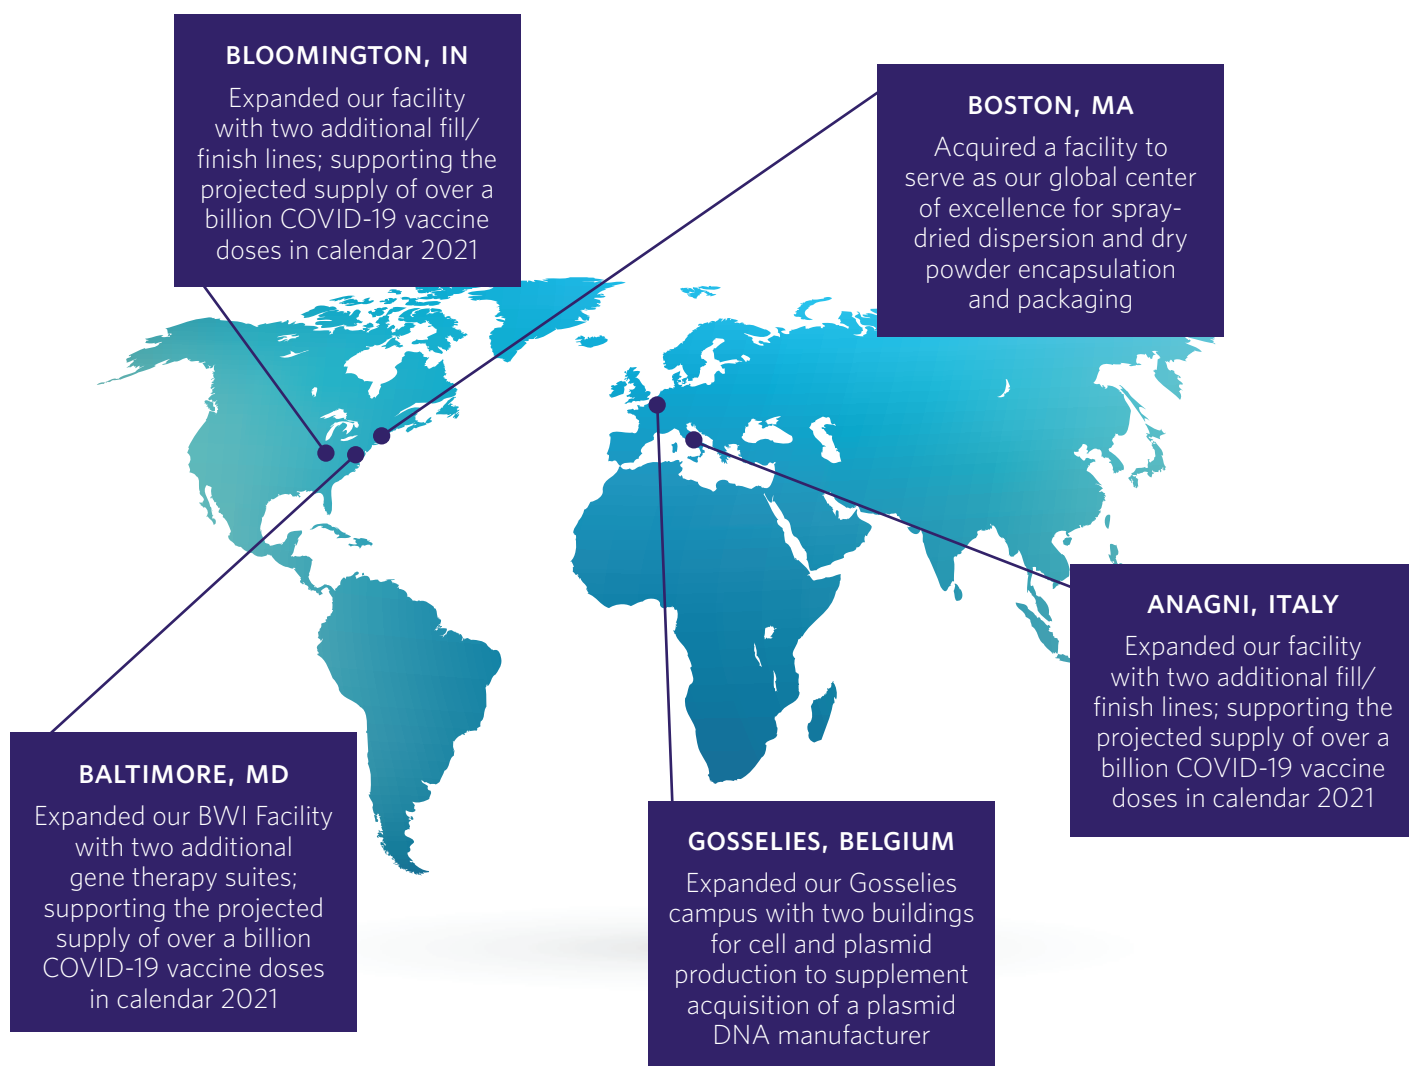 BLOOMINGTON, IN
Expanded our facility
with two additional fill/
finish lines; supporting the
projected supply of over a
billion COVID-19 vaccine
doses in calendar 2021
BOSTON, MA
Acquired a facility to
serve as our global center
of excellence for spray-
dried dispersion and dry
powder encapsulation
and packaging
ANAGNI, ITALY
Expanded our facility
with two additional fill/
finish lines; supporting the
projected supply of over a
billion COVID-19 vaccine
doses in calendar 2021
BALTIMORE, MD
Expanded our BWI Facility
with two additional
gene therapy suites;
supporting the projected
supply of over a billion
COVID-19 vaccine doses
in calendar 2021
GOSSELIES, BELGIUM
Expanded our Gosselies
campus with two buildings
for cell and plasmid
production to supplement
acquisition of a plasmid
DNA manufacturer